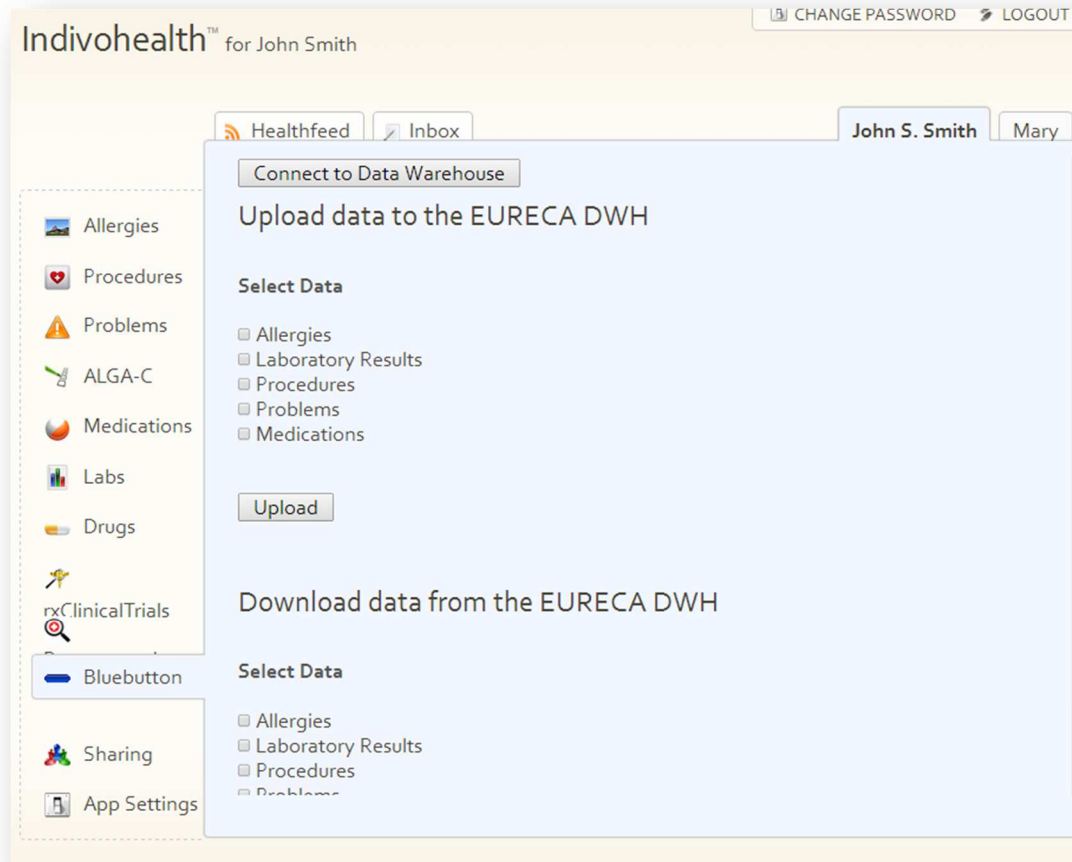 CHANGE PASSWORD LOGOUT
Indivohealth™ for John Smith
Healthfeed Inbox John S. Smith Mary
Connect to Data Warehouse
Upload data to the EURECA DWH
Select Data
Allergies
Laboratory Results
Procedures
Problems
Medications
Upload
Download data from the EURECA DWH
Select Data
Allergies
Laboratory Results
Procedures
Problems
Allergies
Procedures
Problems
ALGA-C
Medications
Labs
Drugs
rxClinicalTrials
Bluebutton
Sharing
App Settings